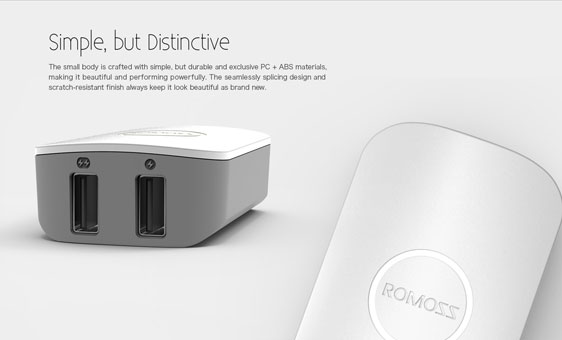 Simple, but Distinctive
The small body is crafted with simple, but durable and exclusive PC + ABS materials,
making it beautiful and performing powerfully. The seamlessly splicing design and
scratch-resistant finish always keep it look beautiful as brand new.
ROMOSS
ROMOSS